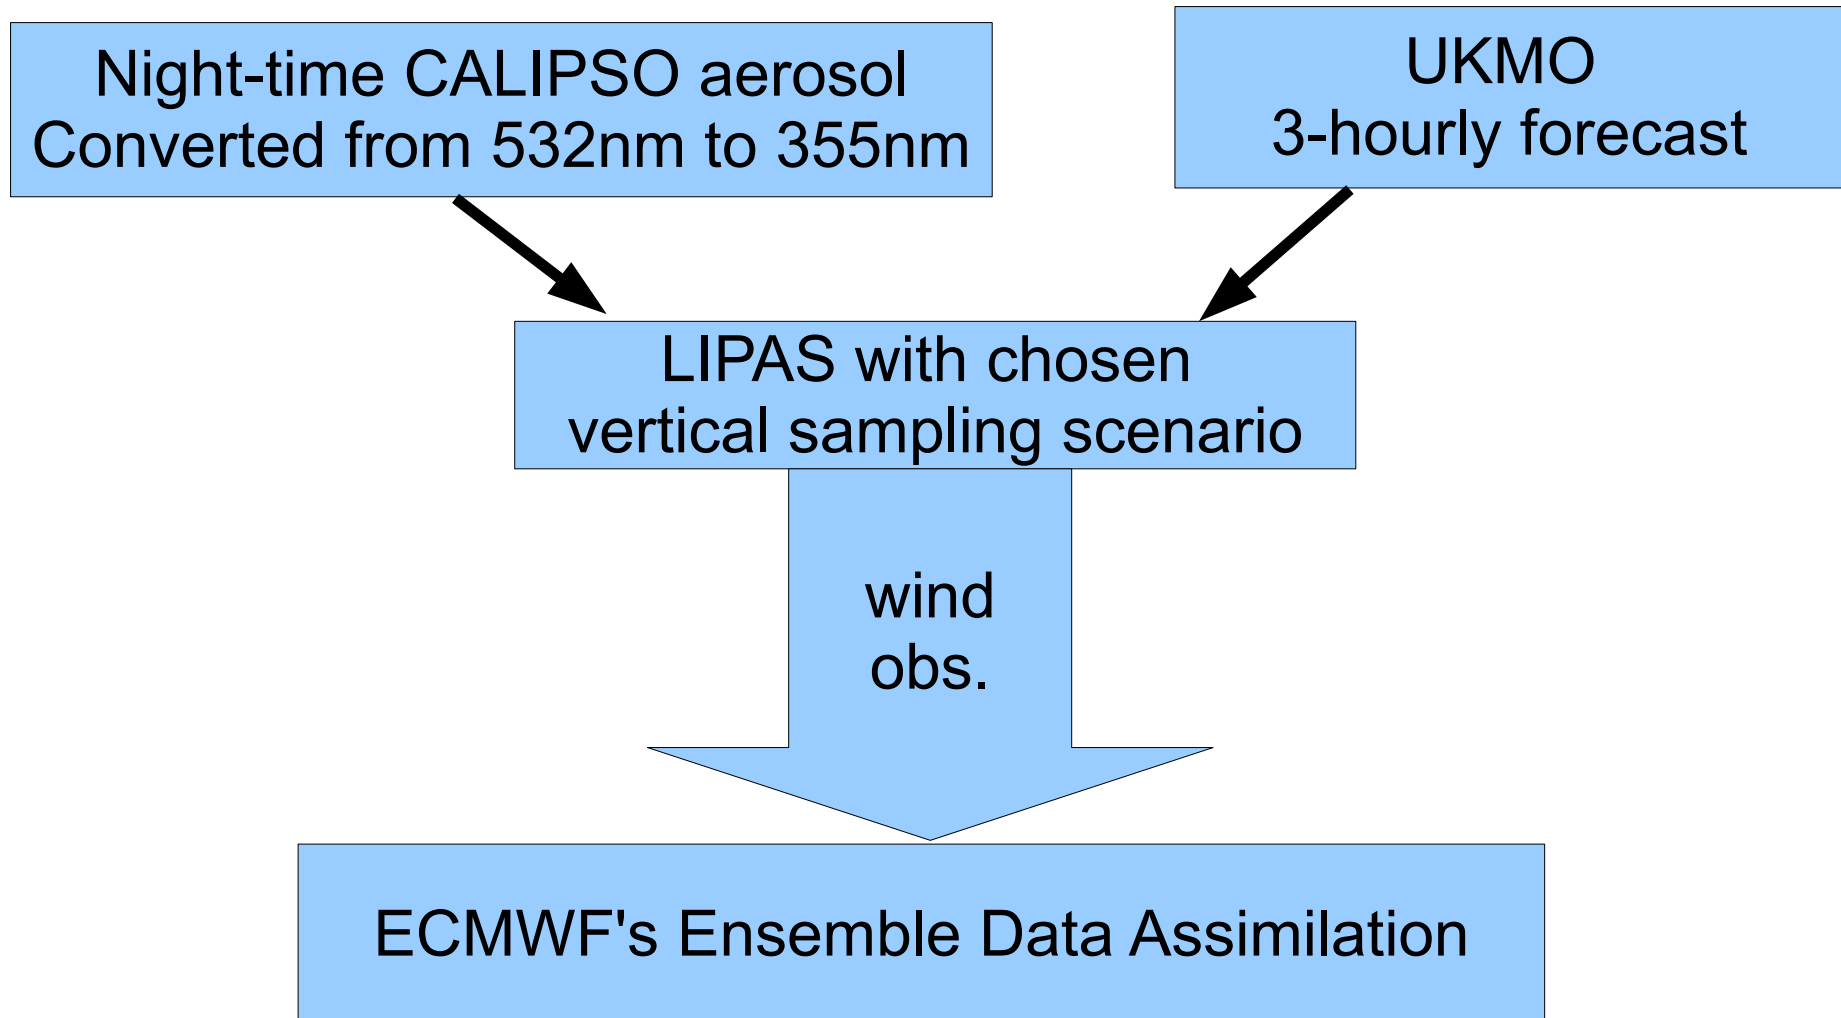 Night-time CALIPSO aerosol
Converted from 532nm to 355nm
UKMO
3-hourly forecast
LIPAS with chosen
vertical sampling scenario
wind
obs.
ECMWF's Ensemble Data Assimilation